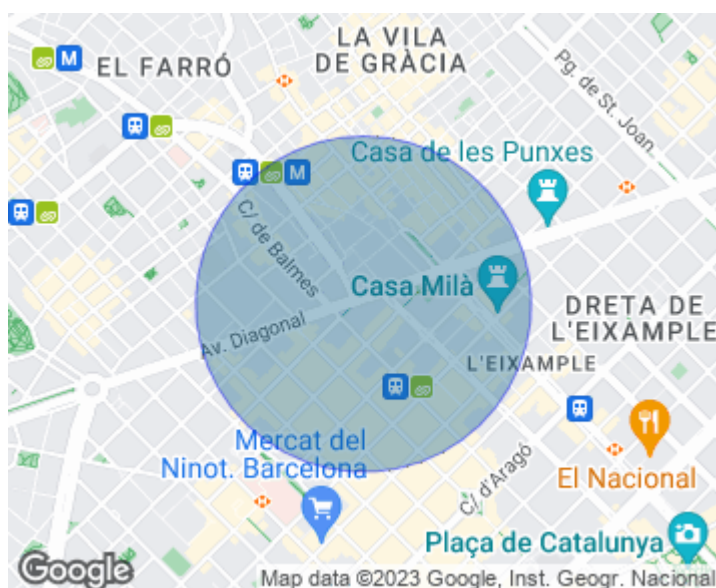 LA VILA
DE GRÀCIA
EL FARRÓ
M
Pg. de St. Joan
Casa de les Punxes
M
C/ de Balmes
Casa Milà
DRETA DE
L'EIXAMPLE
Av. Diagonal
L'EIXAMPLE
Mercat del
Ninot. Barcelona
C/ d'Aragó
El Nacional
Plaça de Catalunya
Google
Map data ©2023 Google, Inst. Geogr. Naciona